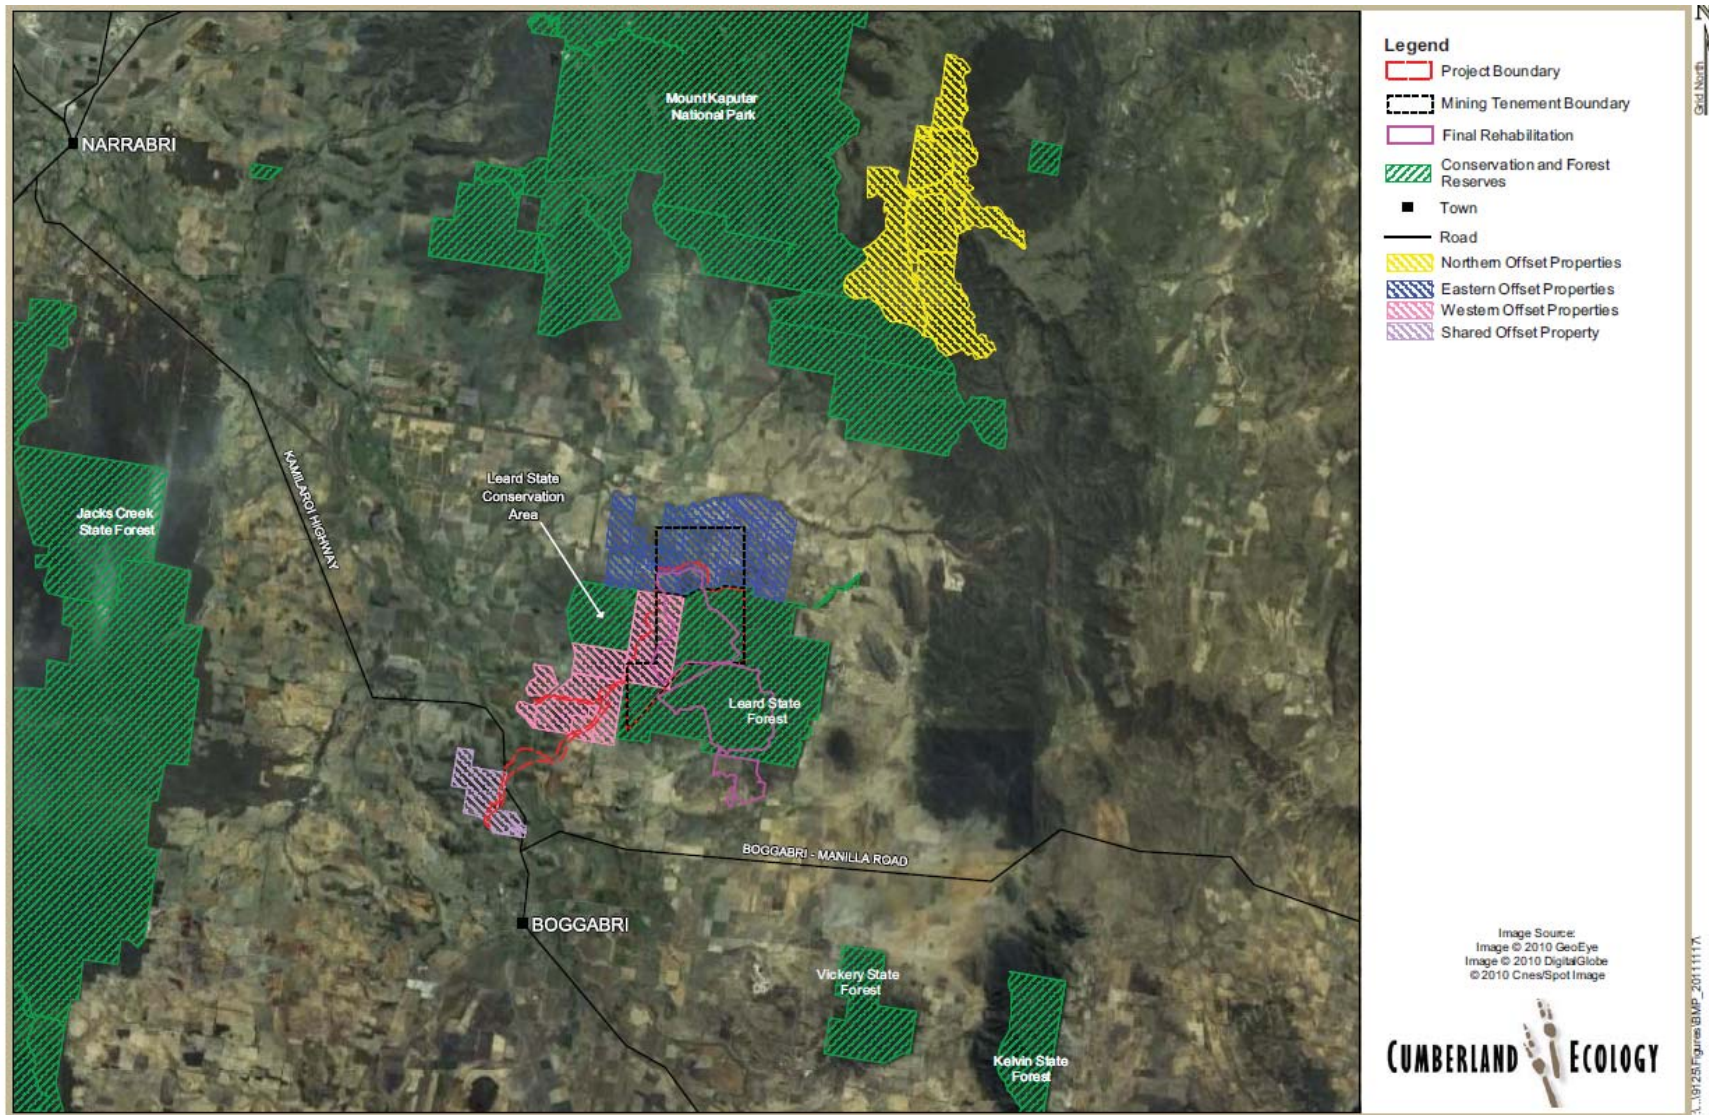 N
Grid North
Legend
Project Boundary
Mining Tenement Boundary
Final Rehabilitation
Conservation and Forest
Reserves
Town
Road
Northern Offset Properties
Eastern Offset Properties
Western Offset Properties
Shared Offset Property
Mount Kaputar
National Park
NARRABRI
KAMILAROI HIGHWAY
Leard State
Conservation
Area
Jacks Creek
State Forest
Leard State
Forest
BOGGABRI - MANILLA ROAD
BOGGABRI
Vickery State
Forest
Kelvin State
Forest
Image Source:
Image © 2010 GeoEye
Image © 2010 DigitalGlobe
© 2010 Cnes/Spot Image
CUMBERLAND ECOLOGY